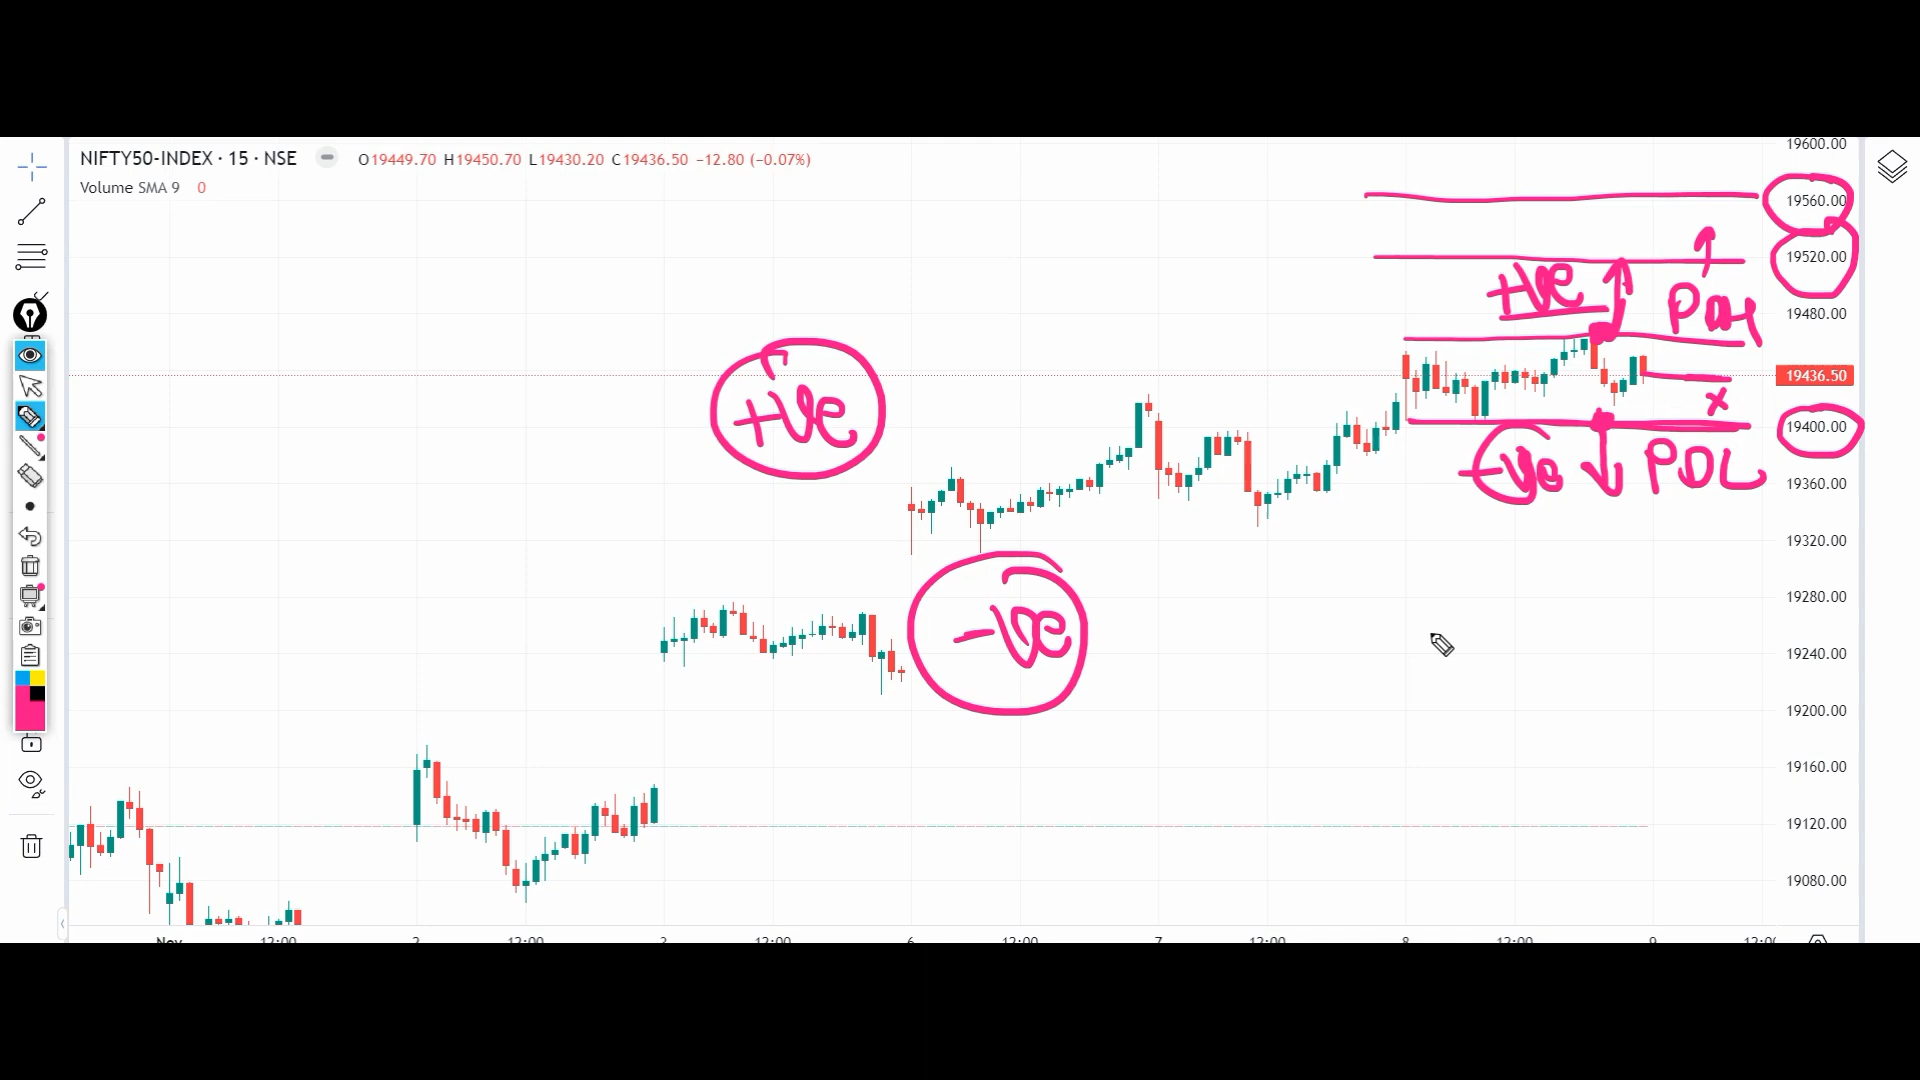 NIFTY50-INDEX · 15 · NSE O19449.70 H19450.70 L19430.20 C19436.50 −12.80 (−0.07%)
Volume SMA 9 0
19600.00
19560.00
19520.00
+ve
PDH
19480.00
19436.50
+ve
x
19400.00
-ve PDL
19360.00
19320.00
19280.00
-ve
19240.00
19200.00
19160.00
19120.00
19080.00
Nov 12:00 2 12:00 3 12:00 6 12:00 7 12:00 8 12:00 9 12:00